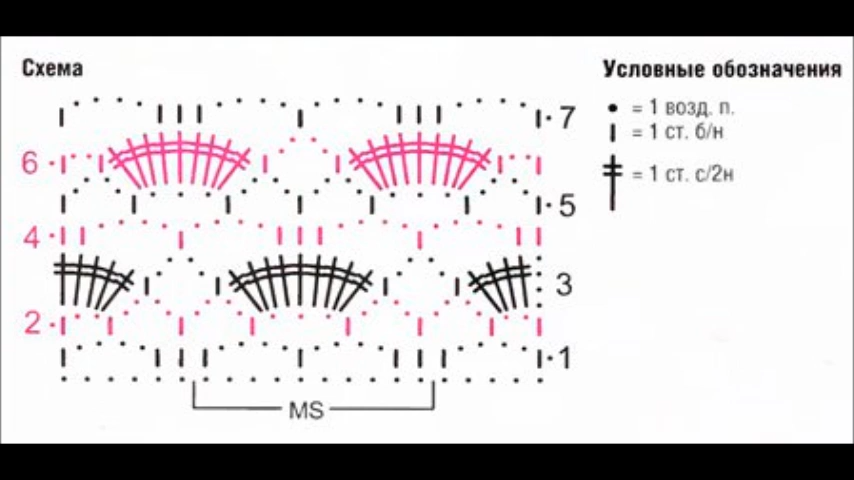 Схема
Условные обозначения
• = 1 возд. п.
= 1 ст. б/н
= 1 ст. с/2н
7
6
5
4
3
2
1
MS